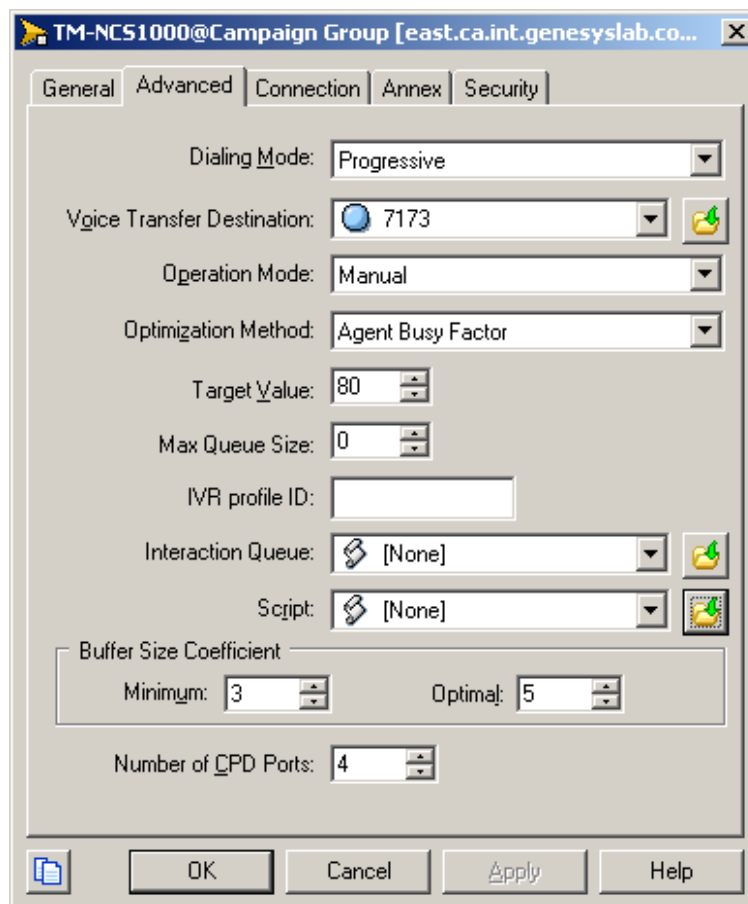 TM-NCS1000@Campaign Group [east.ca.int.genesyslab.co...
General Advanced Connection Annex Security
Dialing Mode: Progressive
Voice Transfer Destination: 7173
Operation Mode: Manual
Optimization Method: Agent Busy Factor
Target Value: 80
Max Queue Size: 0
IVR profile ID:
Interaction Queue: [None]
Script: [None]
Buffer Size Coefficient
Minimum: 3 Optimal: 5
Number of CPD Ports: 4
OK Cancel Apply Help